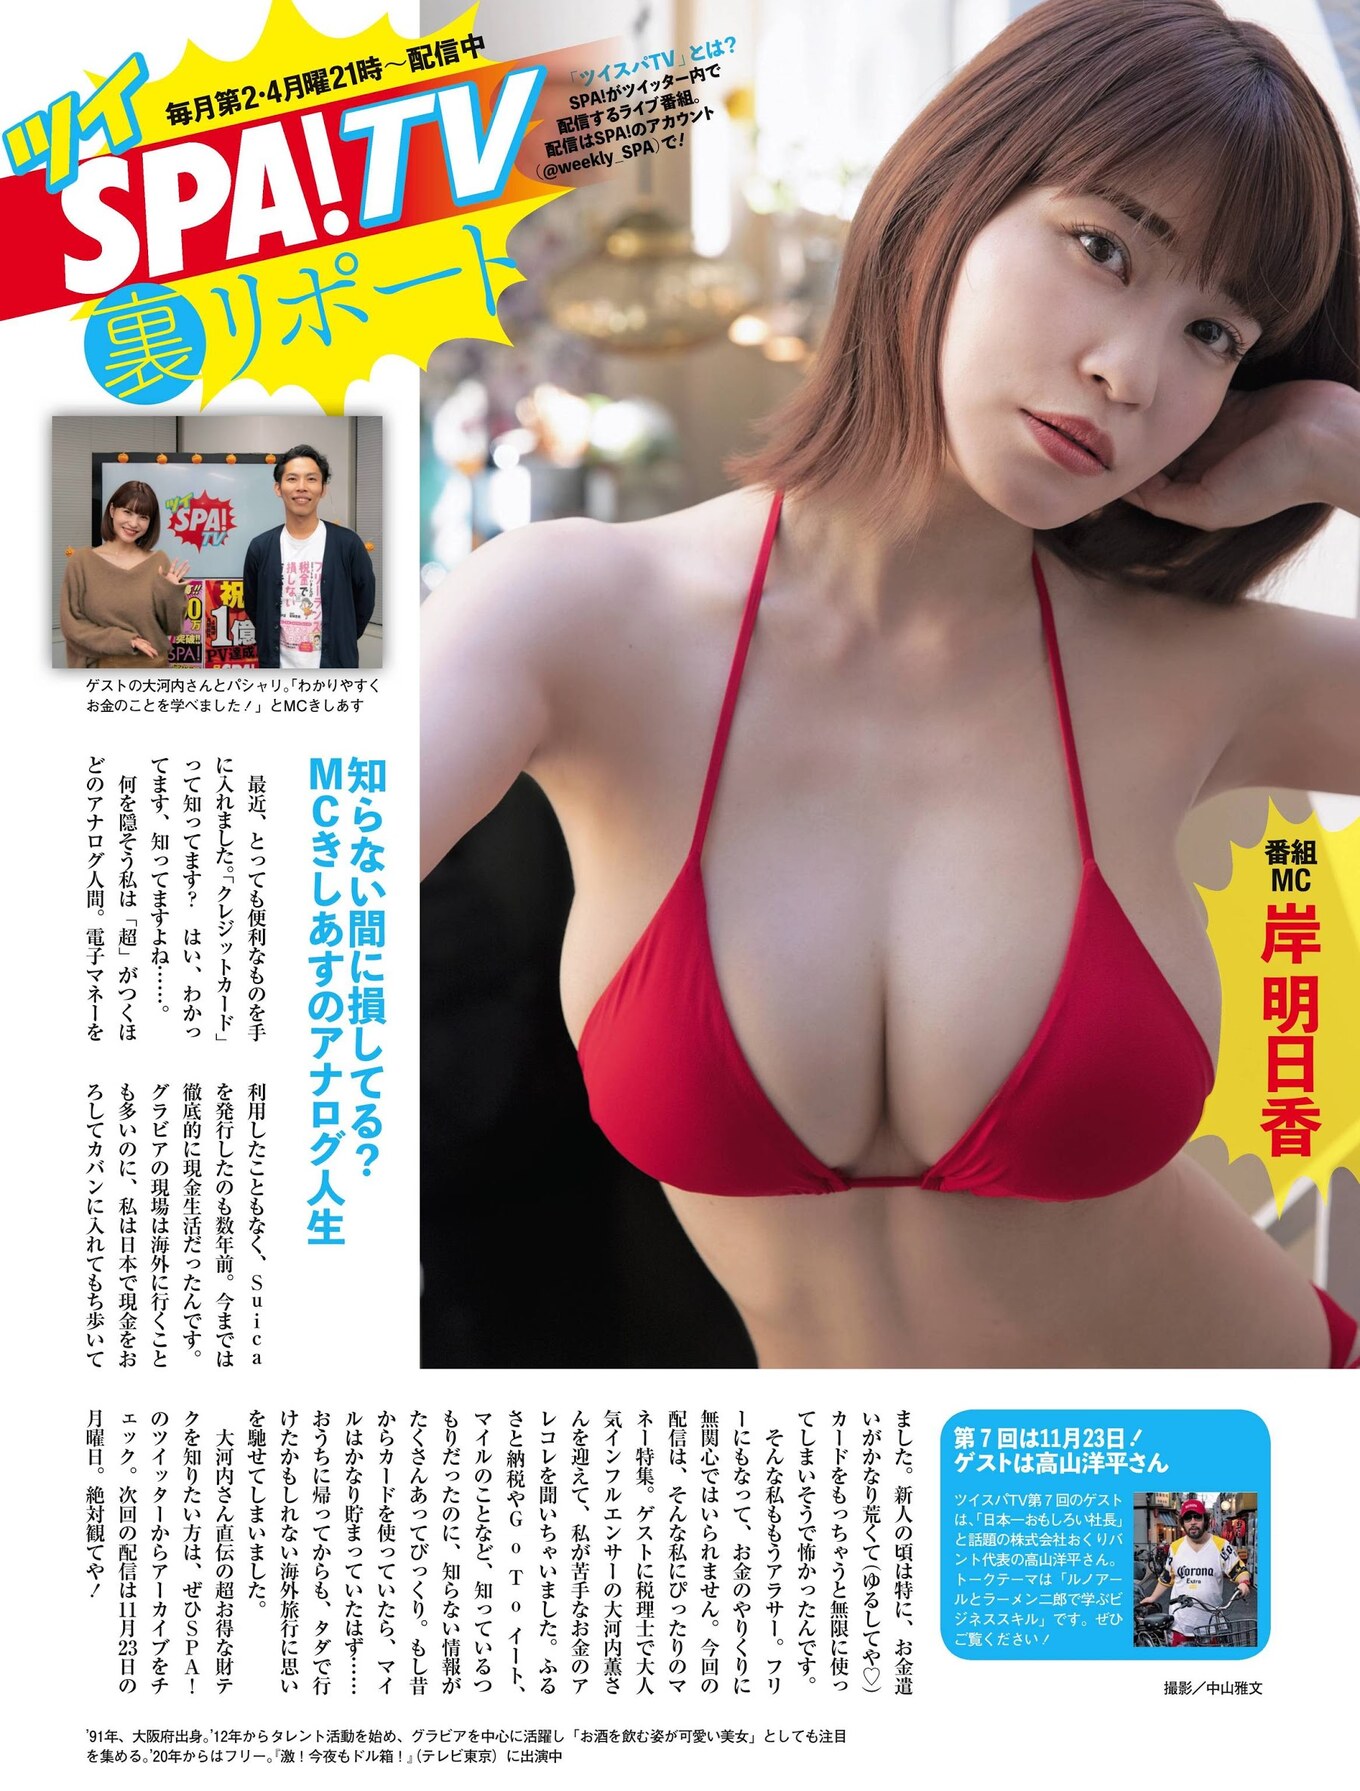 毎月第2・4月曜21時～配信中
ツイ
SPA!TV
裏リポート
「ツイスパTV」とは?
SPA!がツイッター内で
配信するライブ番組。
配信はSPA!のアカウント
(@weekly_SPA)で!
ツイ
SPA!
TV
フリーランス
税金で
損しない
突破!!
SPA!
祝
1億
PV達成
ゲストの大河内さんとパシャリ。「わかりやすく
お金のことを学べました!」とMCきしあす
番組
MC
岸 明日香
知らない間に損してる?
MCきしあすのアナログ人生
最近、とっても便利なものを手
に入れました。「クレジットカード」
って知ってます? はい、わかっ
てます、知ってますよね……。
何を隠そう私は「超」がつくほ
どのアナログ人間。電子マネーを
利用したこともなく、Suica
を発行したのも数年前。今までは
徹底的に現金生活だったんです。
グラビアの現場は海外に行くこと
も多いのに、私は日本で現金をお
ろしてカバンに入れてもち歩いて
ました。新人の頃は特に、お金遣
いがかなり荒くて(ゆるしてや♡)
カードをもっちゃうと無限に使っ
てしまいそうで怖かったんです。
そんな私ももうアラサー。フリ
ーにもなって、お金のやりくりに
無関心ではいられません。今回の
配信は、そんな私にぴったりのマ
ネー特集。ゲストに税理士で大人
気インフルエンサーの大河内薫さ
んを迎えて、私が苦手なお金のア
レコレを聞いちゃいました。ふる
さと納税やGo Toイート、
マイルのことなど、知っているつ
もりだったのに、知らない情報が
たくさんあってびっくり。もし昔
からカードを使っていたら、マイ
ルはかなり貯まっていたはず……
おうちに帰ってからも、タダで行
けたかもしれない海外旅行に思い
を馳せてしまいました。
大河内さん直伝の超お得な財テ
クを知りたい方は、ぜひSPA!
のツイッターからアーカイブをチ
ェック。次回の配信は11月23日の
月曜日。絶対観てや!
第7回は11月23日!
ゲストは高山洋平さん
ツイスパTV第7回のゲスト
は、「日本一おもしろい社長」
と話題の株式会社おくりバ
ント代表の高山洋平さん。
トークテーマは「ルノアー
ルとラーメン二郎で学ぶビ
ジネススキル」です。ぜひ
ご覧ください!
Corona
Extra
撮影/中山雅文
'91年、大阪府出身。'12年からタレント活動を始め、グラビアを中心に活躍し「お酒を飲む姿が可愛い美女」としても注目
を集める。'20年からはフリー。『激!今夜もドル箱!』(テレビ東京)に出演中